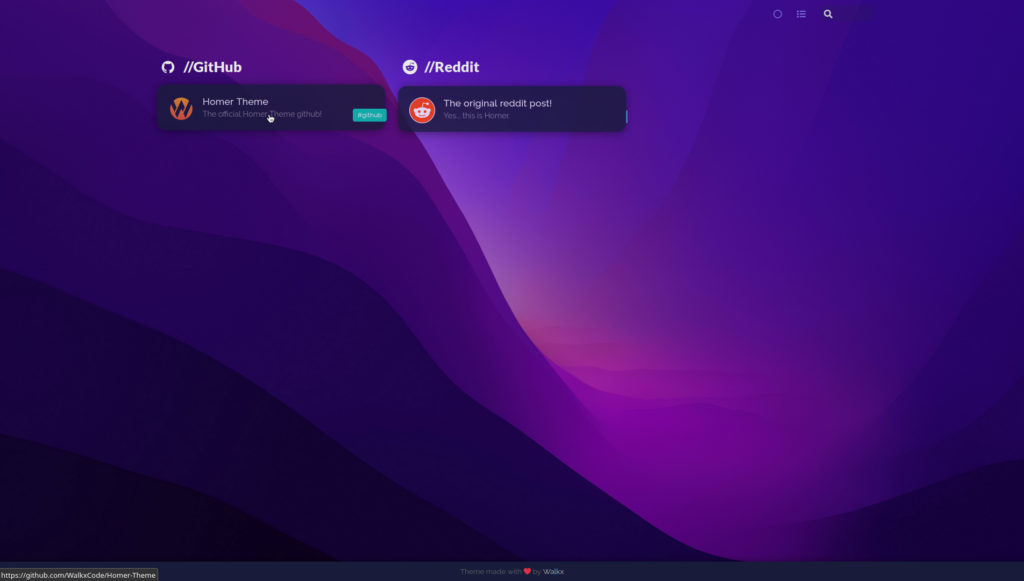 //GitHub
Homer Theme
The official Homer Theme github!
#github
//Reddit
The original reddit post!
Yes.. this is Homer.
Theme made with ❤️ by Walkx
https://github.com/WalkxCode/Homer-Theme